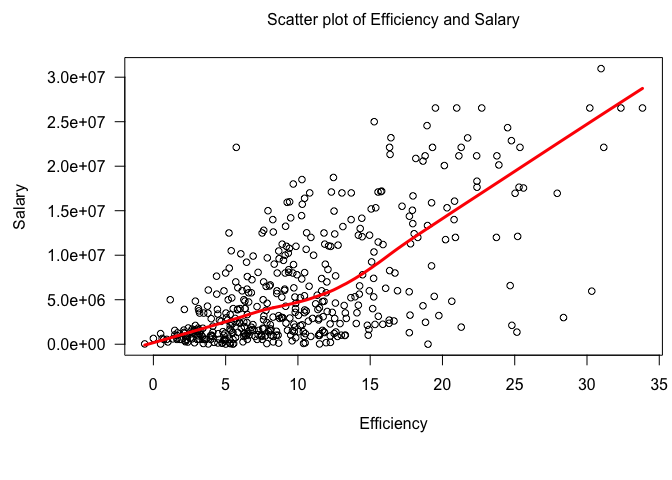 Scatter plot of Efficiency and Salary
3.0e+07
2.5e+07
2.0e+07
1.5e+07
1.0e+07
5.0e+06
0.0e+00
Salary
0 5 10 15 20 25 30 35
Efficiency